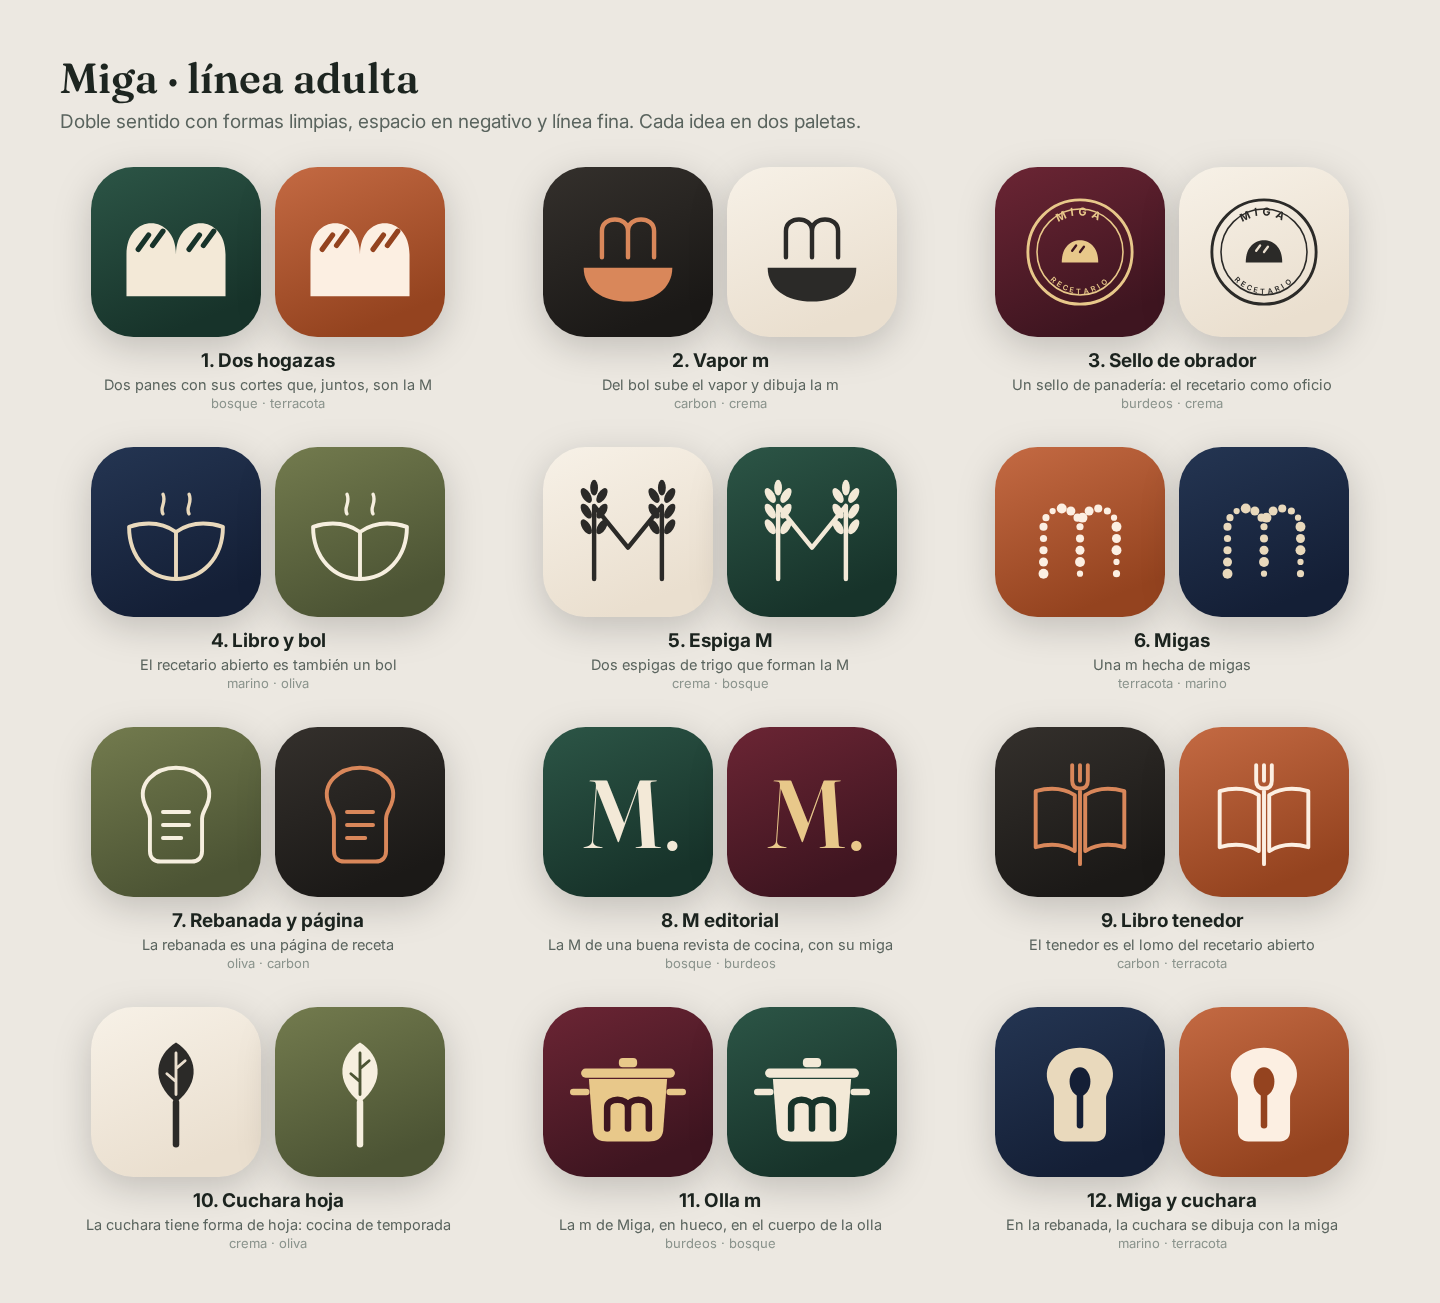 Miga · línea adulta
Doble sentido con formas limpias, espacio en negativo y línea fina. Cada idea en dos paletas.
MIGA
RECETARIO
MIGA
RECETARIO
1. Dos hogazas
Dos panes con sus cortes que, juntos, son la M
bosque · terracota
2. Vapor m
Del bol sube el vapor y dibuja la m
carbon · crema
3. Sello de obrador
Un sello de panadería: el recetario como oficio
burdeos · crema
4. Libro y bol
El recetario abierto es también un bol
marino · oliva
5. Espiga M
Dos espigas de trigo que forman la M
crema · bosque
6. Migas
Una m hecha de migas
terracota · marino
M.
M.
7. Rebanada y página
La rebanada es una página de receta
oliva · carbon
8. M editorial
La M de una buena revista de cocina, con su miga
bosque · burdeos
9. Libro tenedor
El tenedor es el lomo del recetario abierto
carbon · terracota
m
m
10. Cuchara hoja
La cuchara tiene forma de hoja: cocina de temporada
crema · oliva
11. Olla m
La m de Miga, en hueco, en el cuerpo de la olla
burdeos · bosque
12. Miga y cuchara
En la rebanada, la cuchara se dibuja con la miga
marino · terracota